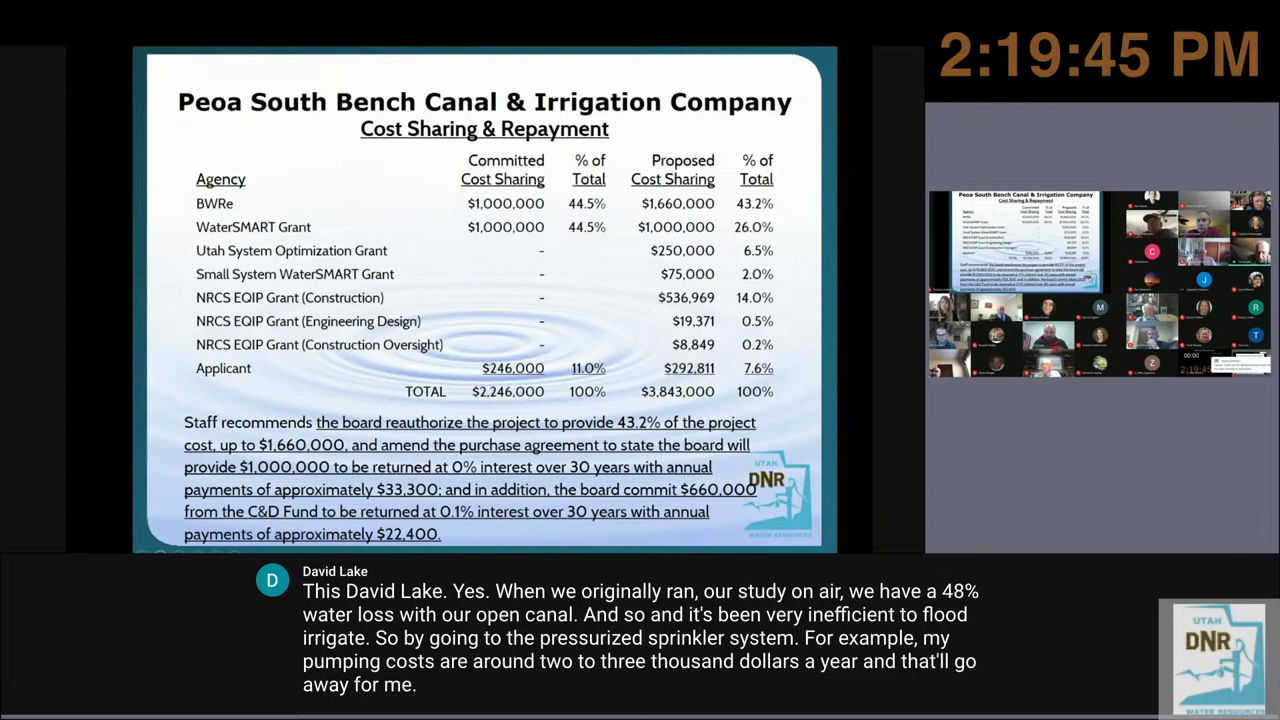 2:19:45 PM
Peoa South Bench Canal & Irrigation Company
Cost Sharing & Repayment
Committed % of Proposed % of
Agency Cost Sharing Total Cost Sharing Total
BWRe $1,000,000 44.5% $1,660,000 43.2%
WaterSMART Grant $1,000,000 44.5% $1,000,000 26.0%
Utah System Optimization Grant - $250,000 6.5%
Small System WaterSMART Grant - $75,000 2.0%
NRCS EQIP Grant (Construction) - $536,969 14.0%
NRCS EQIP Grant (Engineering Design) - $19,371 0.5%
NRCS EQIP Grant (Construction Oversight) - $8,849 0.2%
Applicant $246,000 11.0% $292,811 7.6%
TOTAL $2,246,000 100% $3,843,000 100%
Staff recommends the board reauthorize the project to provide 43.2% of the project
cost, up to $1,660,000, and amend the purchase agreement to state the board will
provide $1,000,000 to be returned at 0% interest over 30 years with annual
payments of approximately $33,300; and in addition, the board commit $660,000
from the C&D Fund to be returned at 0.1% interest over 30 years with annual
payments of approximately $22,400.
UTAH
DNR
WATER RESOURCES
Peoa South Bench Canal & Irrigation Company
Cost Sharing & Repayment
C
J
M
R
Z
00:00
D
David Lake
This David Lake. Yes. When we originally ran, our study on air, we have a 48%
water loss with our open canal. And so and it's been very inefficient to flood
irrigate. So by going to the pressurized sprinkler system. For example, my
pumping costs are around two to three thousand dollars a year and that'll go
away for me.
UTAH
DNR
WATER RESOURCES